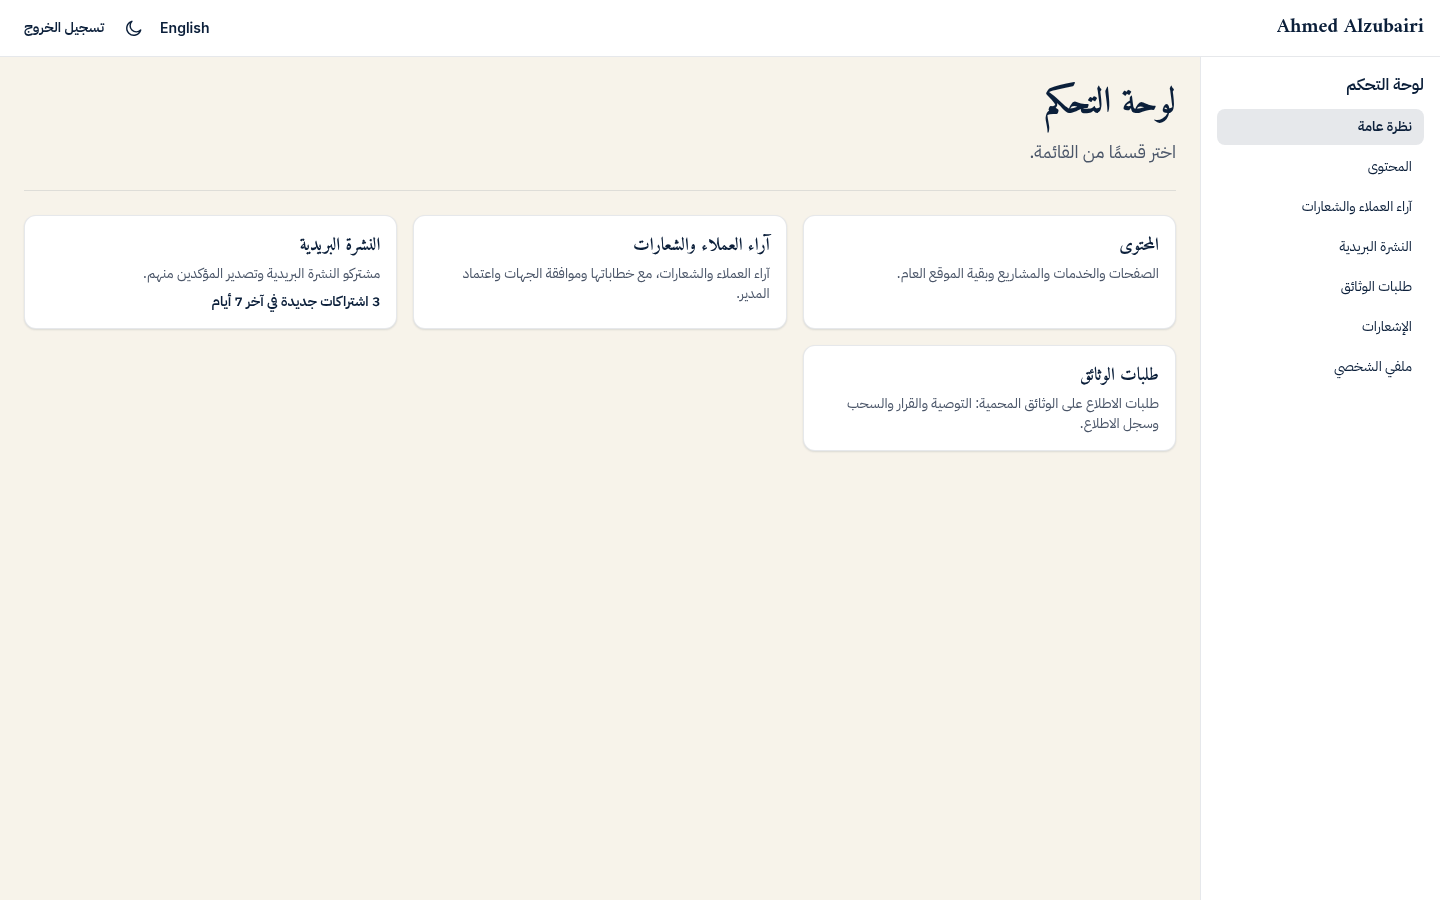 Ahmed Alzubairi
English
تسجيل الخروج
لوحة التحكم
نظرة عامة
المحتوى
آراء العملاء والشعارات
النشرة البريدية
طلبات الوثائق
الإشعارات
ملفي الشخصي
لوحة التحكم
اختر قسمًا من القائمة.
المحتوى
الصفحات والخدمات والمشاريع وبقية الموقع العام.
آراء العملاء والشعارات
آراء العملاء والشعارات، مع خطاباتها وموافقة الجهات واعتماد
المدير.
النشرة البريدية
مشتركو النشرة البريدية وتصدير المؤكدين منهم.
3 اشتراكات جديدة في آخر 7 أيام
طلبات الوثائق
طلبات الاطلاع على الوثائق المحمية: التوصية والقرار والسحب
وسجل الاطلاع.